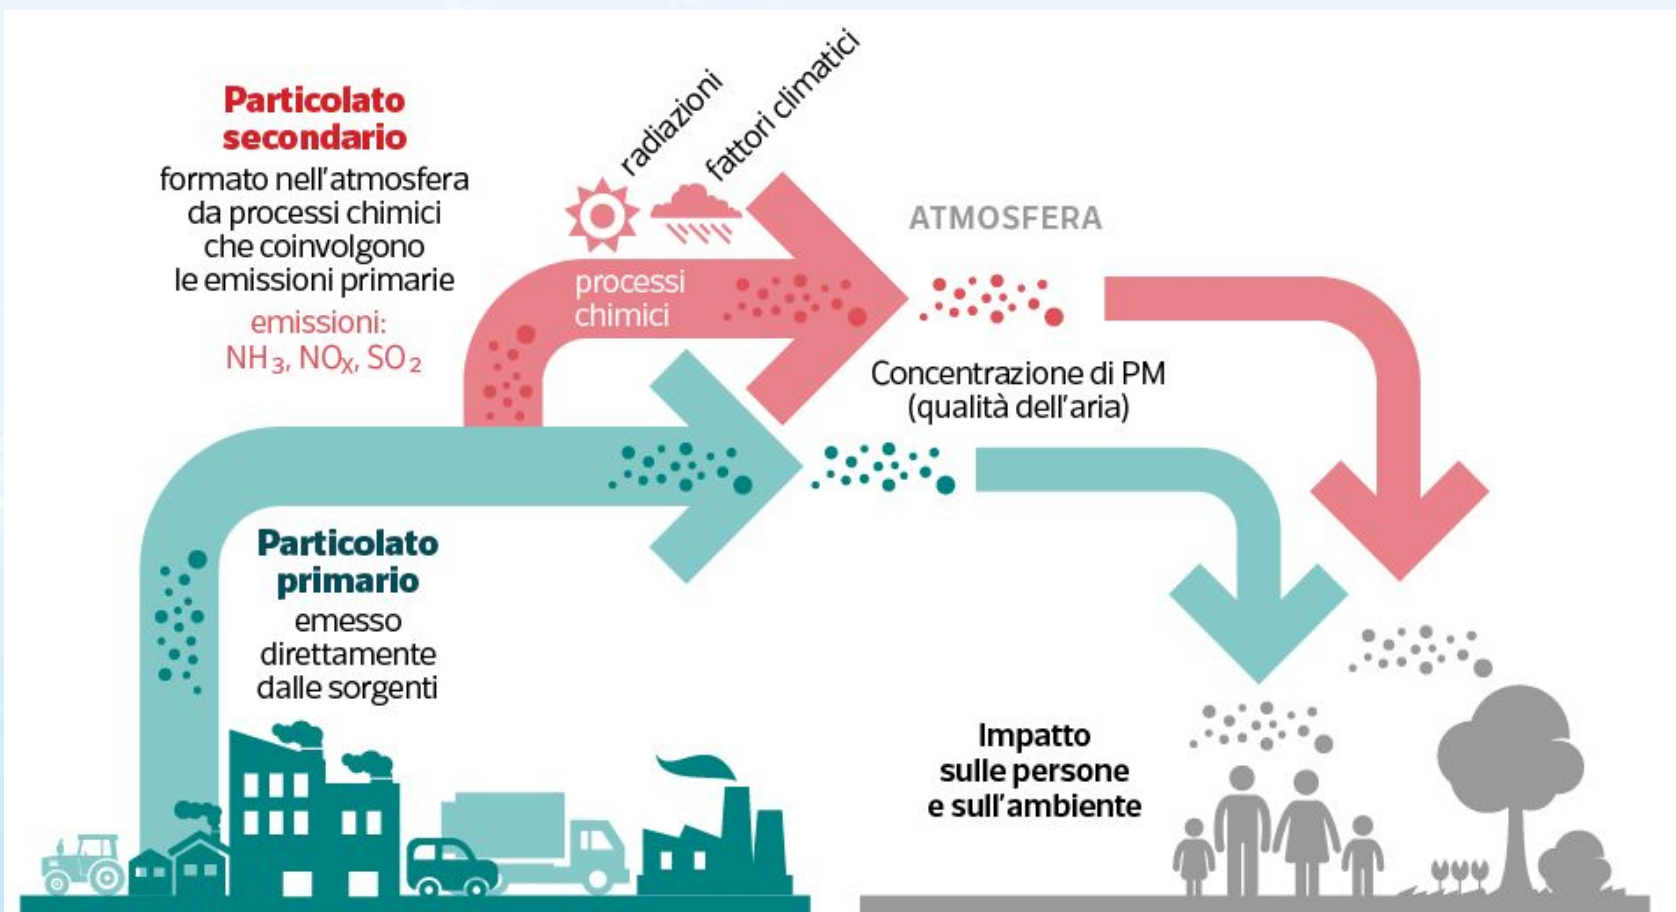 Particolato
secondario
formato nell'atmosfera
da processi chimici
che coinvolgono
le emissioni primarie
emissioni:
NH₃, NOₓ, SO₂
radiazioni
fattori climatici
processi
chimici
ATMOSFERA
Concentrazione di PM
(qualità dell'aria)
Particolato
primario
emesso
direttamente
dalle sorgenti
Impatto
sulle persone
e sull'ambiente